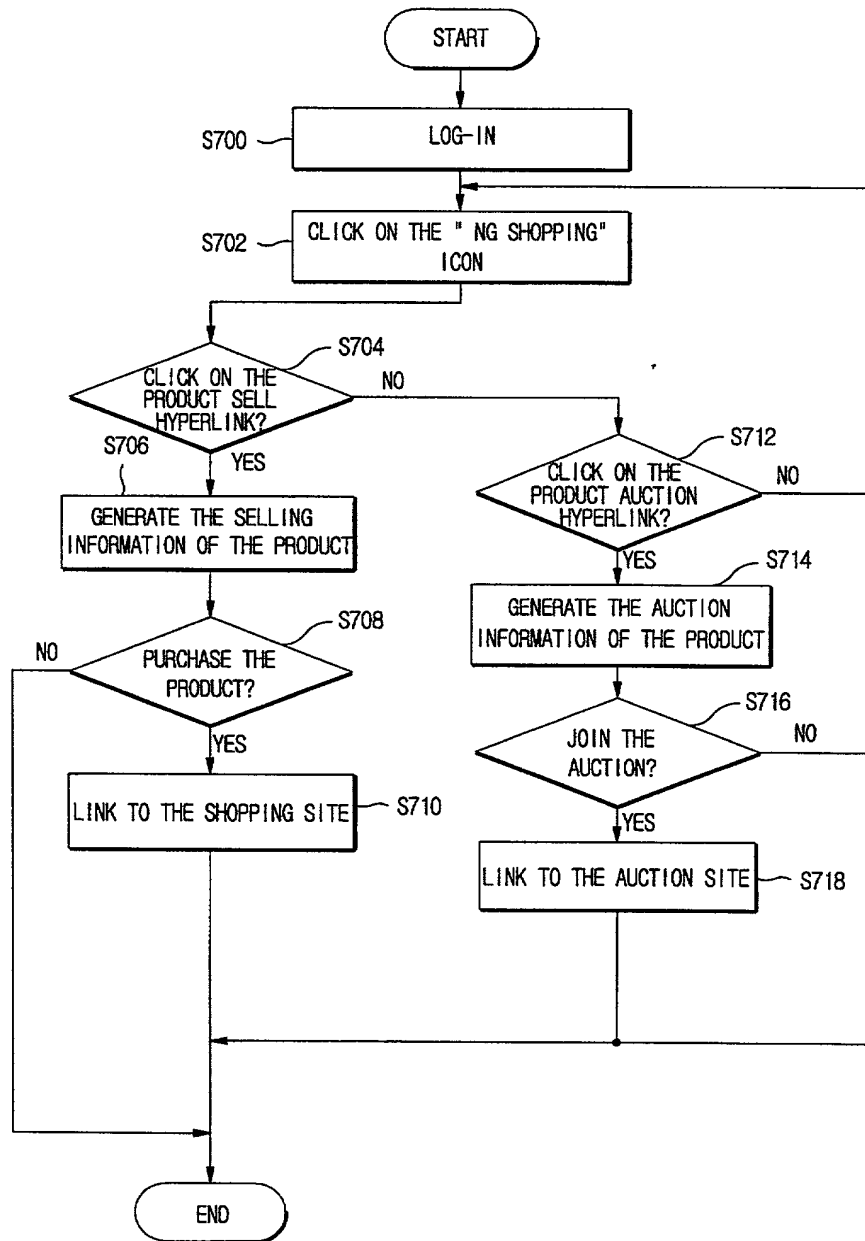 START
S700
LOG-IN
S702
CLICK ON THE " NG SHOPPING"
ICON
S704
CLICK ON THE
PRODUCT SELL
HYPERLINK?
NO
YES
S706
GENERATE THE SELLING
INFORMATION OF THE PRODUCT
S708
PURCHASE THE
PRODUCT?
NO
YES
LINK TO THE SHOPPING SITE
S710
S712
CLICK ON THE
PRODUCT AUCTION
HYPERLINK?
NO
YES
S714
GENERATE THE AUCTION
INFORMATION OF THE PRODUCT
S716
JOIN THE
AUCTION?
NO
YES
LINK TO THE AUCTION SITE
S718
END